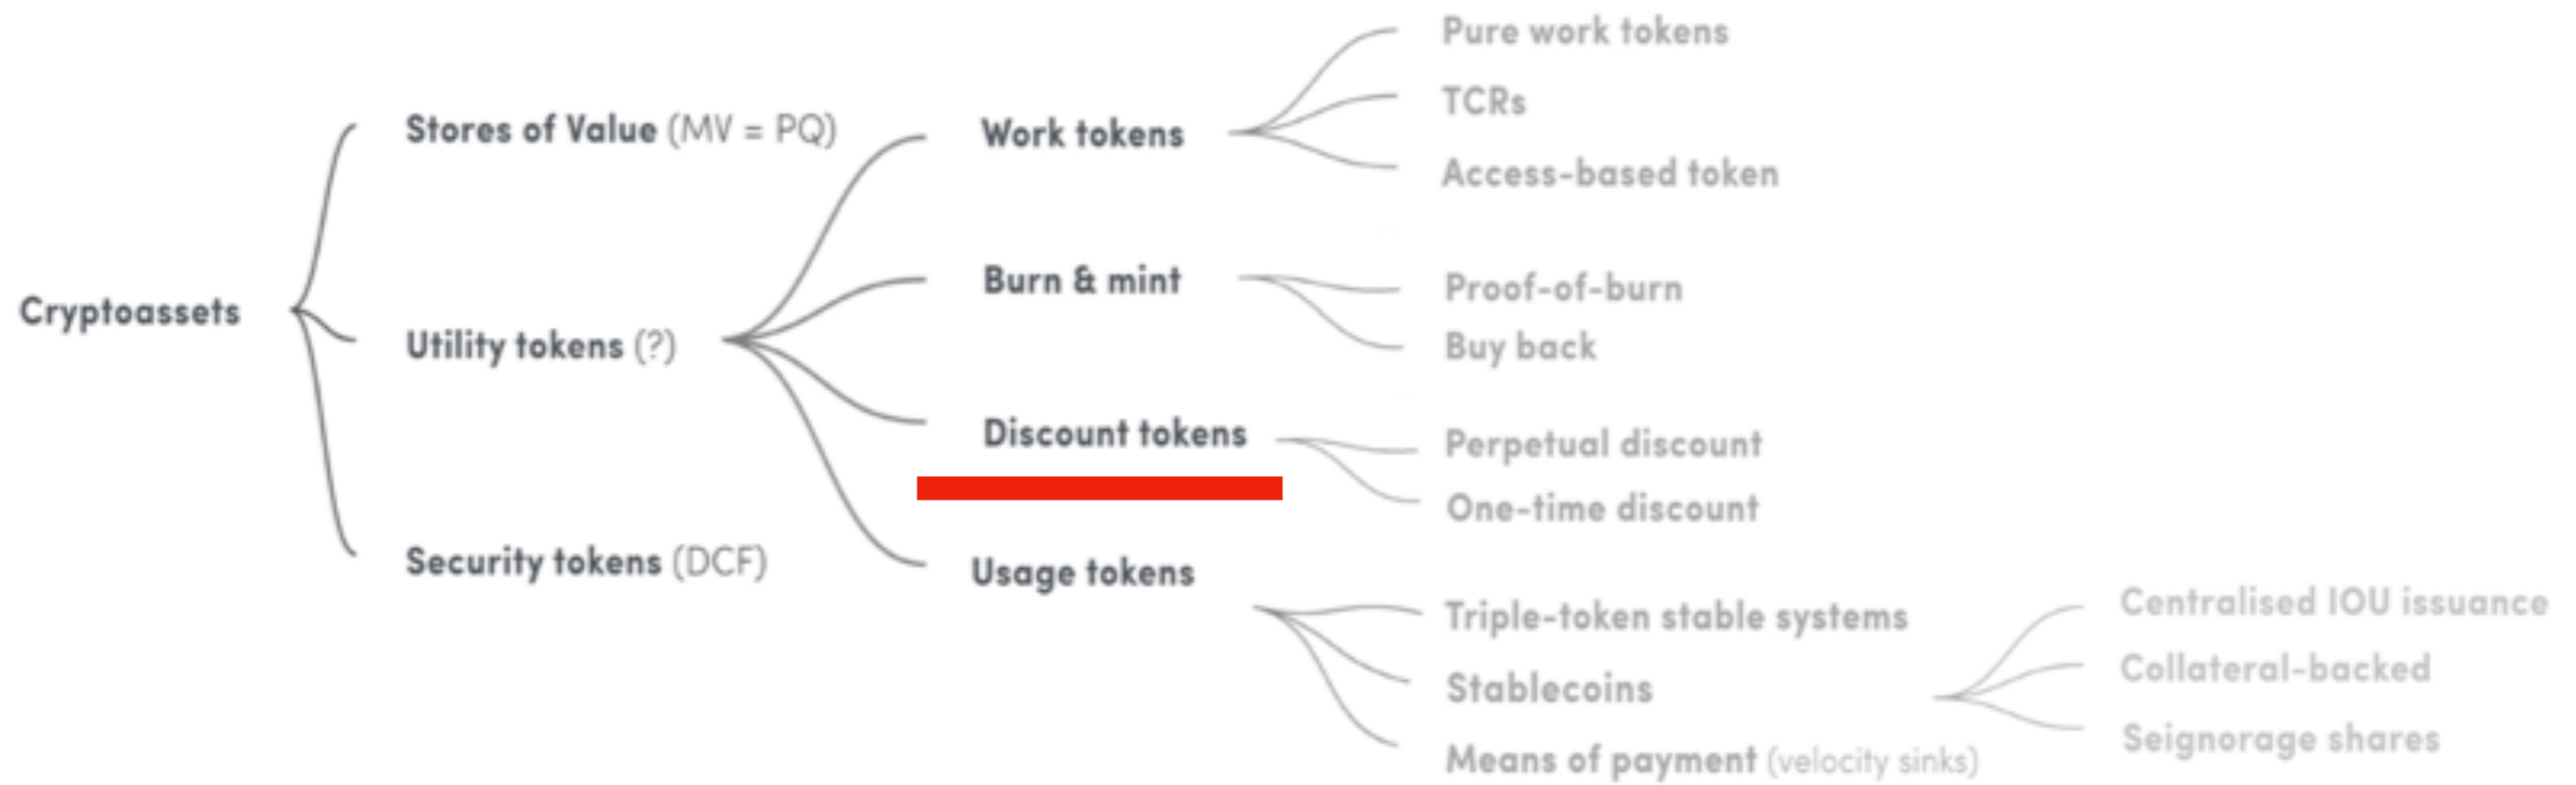 Cryptoassets
Stores of Value (MV = PQ)
Utility tokens (?)
Security tokens (DCF)
Work tokens
Burn & mint
Discount tokens
Usage tokens
Pure work tokens
TCRs
Access-based token
Proof-of-burn
Buy back
Perpetual discount
One-time discount
Triple-token stable systems
Stablecoins
Means of payment (velocity sinks)
Centralised IOU issuance
Collateral-backed
Seignorage shares